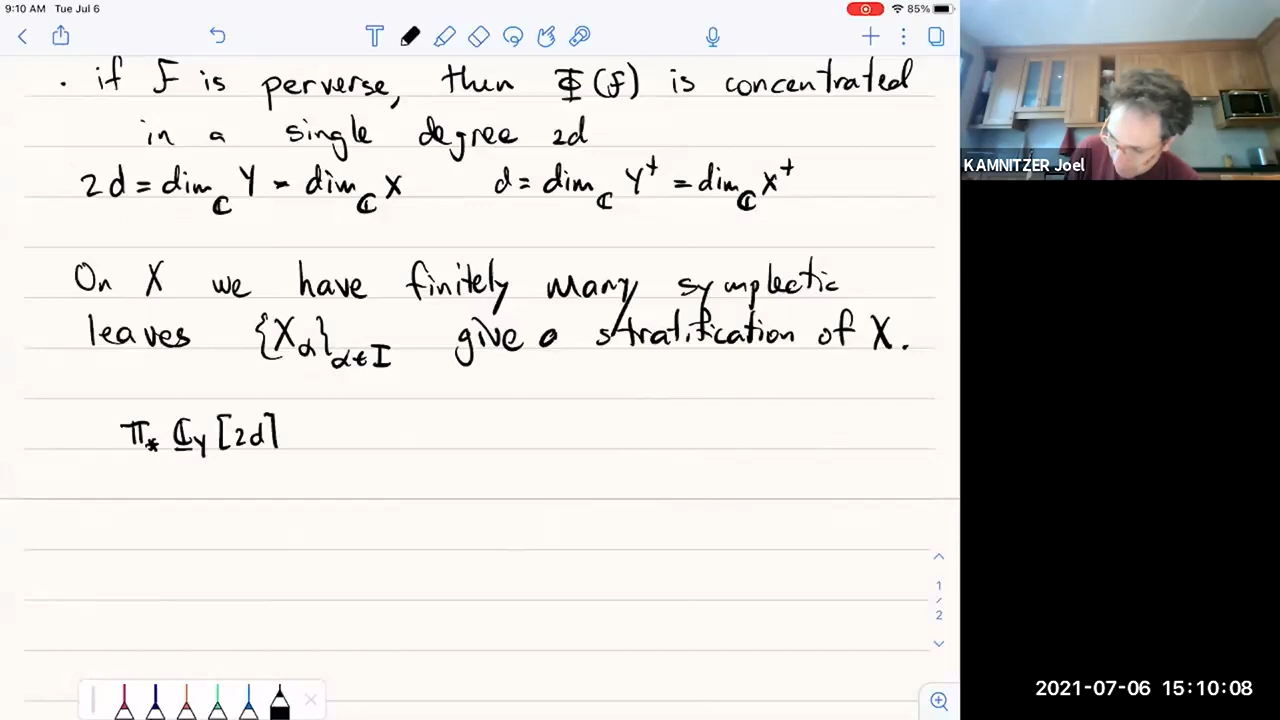 9:10 AM Tue Jul 6
85%
· if F is perverse, then Φ(F) is concentrated
in a single degree 2d
2d = dim_ℂ Y = dim_ℂ X d = dim_ℂ Y⁺ = dim_ℂ X⁺
On X we have finitely many symplectic
leaves {X_α}_{α∈I} give a stratification of X.
π_* ℂ_Y [2d]
KAMNITZER Joel
1
2
2021-07-06 15:10:08